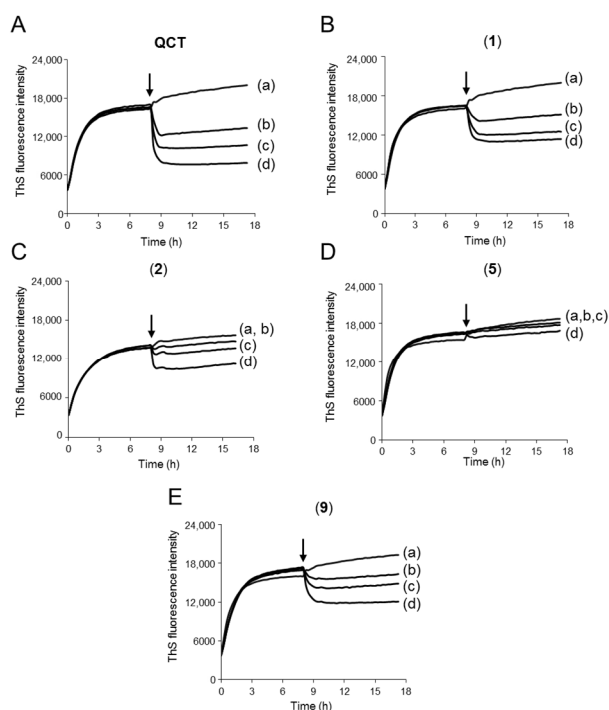 A
QCT
ThS fluorescence intensity
24,000
18,000
12,000
6000
0
(a)
(b)
(c)
(d)
0 3 6 9 12 15 18
Time (h)
B
(1)
ThS fluorescence intensity
24,000
18,000
12,000
6000
0
(a)
(b)
(c)
(d)
0 3 6 9 12 15 18
Time (h)
C
(2)
ThS fluorescence intensity
24,000
18,000
12,000
6000
0
(a, b)
(c)
(d)
0 3 6 9 12 15 18
Time (h)
D
(5)
ThS fluorescence intensity
24,000
18,000
12,000
6000
0
(a,b,c)
(d)
0 3 6 9 12 15 18
Time (h)
E
(9)
ThS fluorescence intensity
24,000
18,000
12,000
6000
0
(a)
(b)
(c)
(d)
0 3 6 9 12 15 18
Time (h)